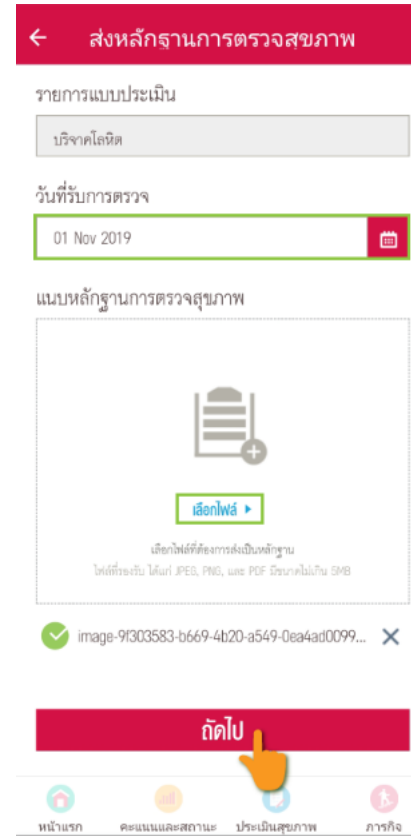 ส่งหลักฐานการตรวจสุขภาพ
รายการแบบประเมิน
บริจาคโลหิต
วันที่รับการตรวจ
01 Nov 2019
แนบหลักฐานการตรวจสุขภาพ
เลือกไฟล์
เลือกไฟล์ที่ต้องการส่งเป็นหลักฐาน
ไฟล์ที่รองรับ ได้แก่ JPEG, PNG, และ PDF มีขนาดไม่เกิน 5MB
image-9f303583-b669-4b20-a549-0ea4ad0099...
ถัดไป
หน้าแรก คะแนนและสถานะ ประเมินสุขภาพ ภารกิจ